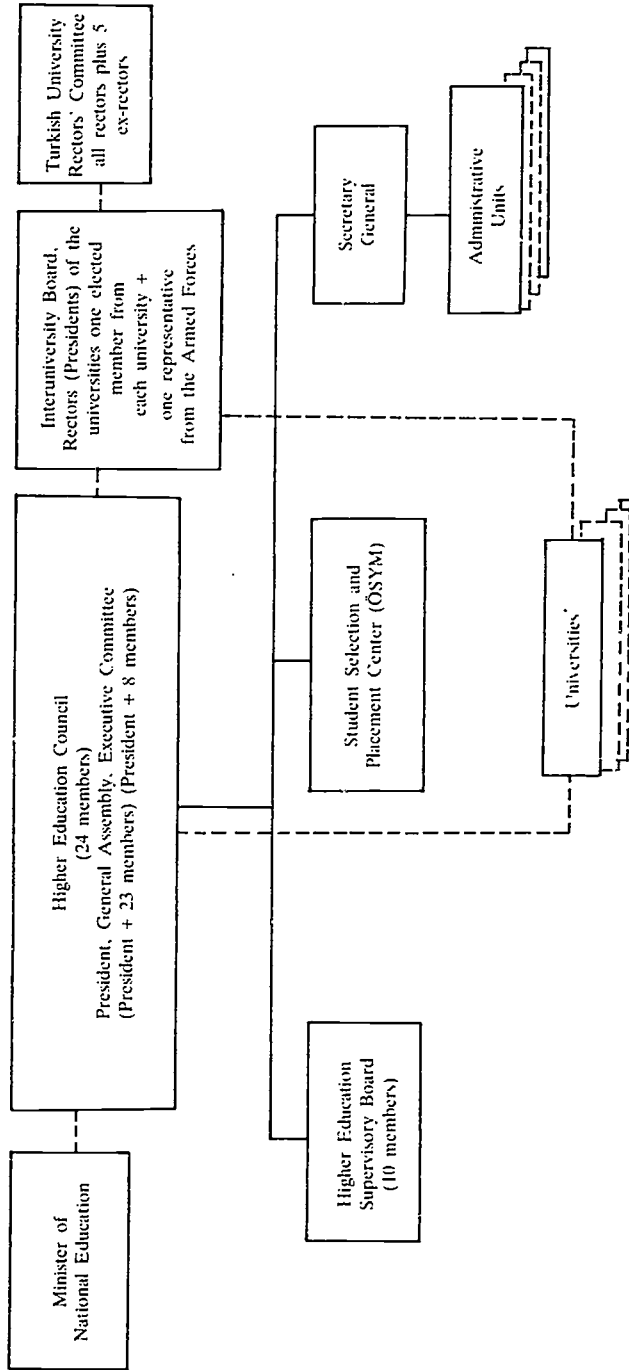 Minister of
National Education
Higher Education Council
(24 members)
President, General Assembly, Executive Committee
(President + 23 members) (President + 8 members)
Interuniversity Board,
Rectors (Presidents) of the
universities one elected
member from
each university +
one representative
from the Armed Forces
Turkish University
Rectors' Committee
all rectors plus 5
ex-rectors
Higher Education
Supervisory Board
(10 members)
Student Selection and
Placement Center (ÖSYM)
Secretary
General
Universities'
Administrative
Units